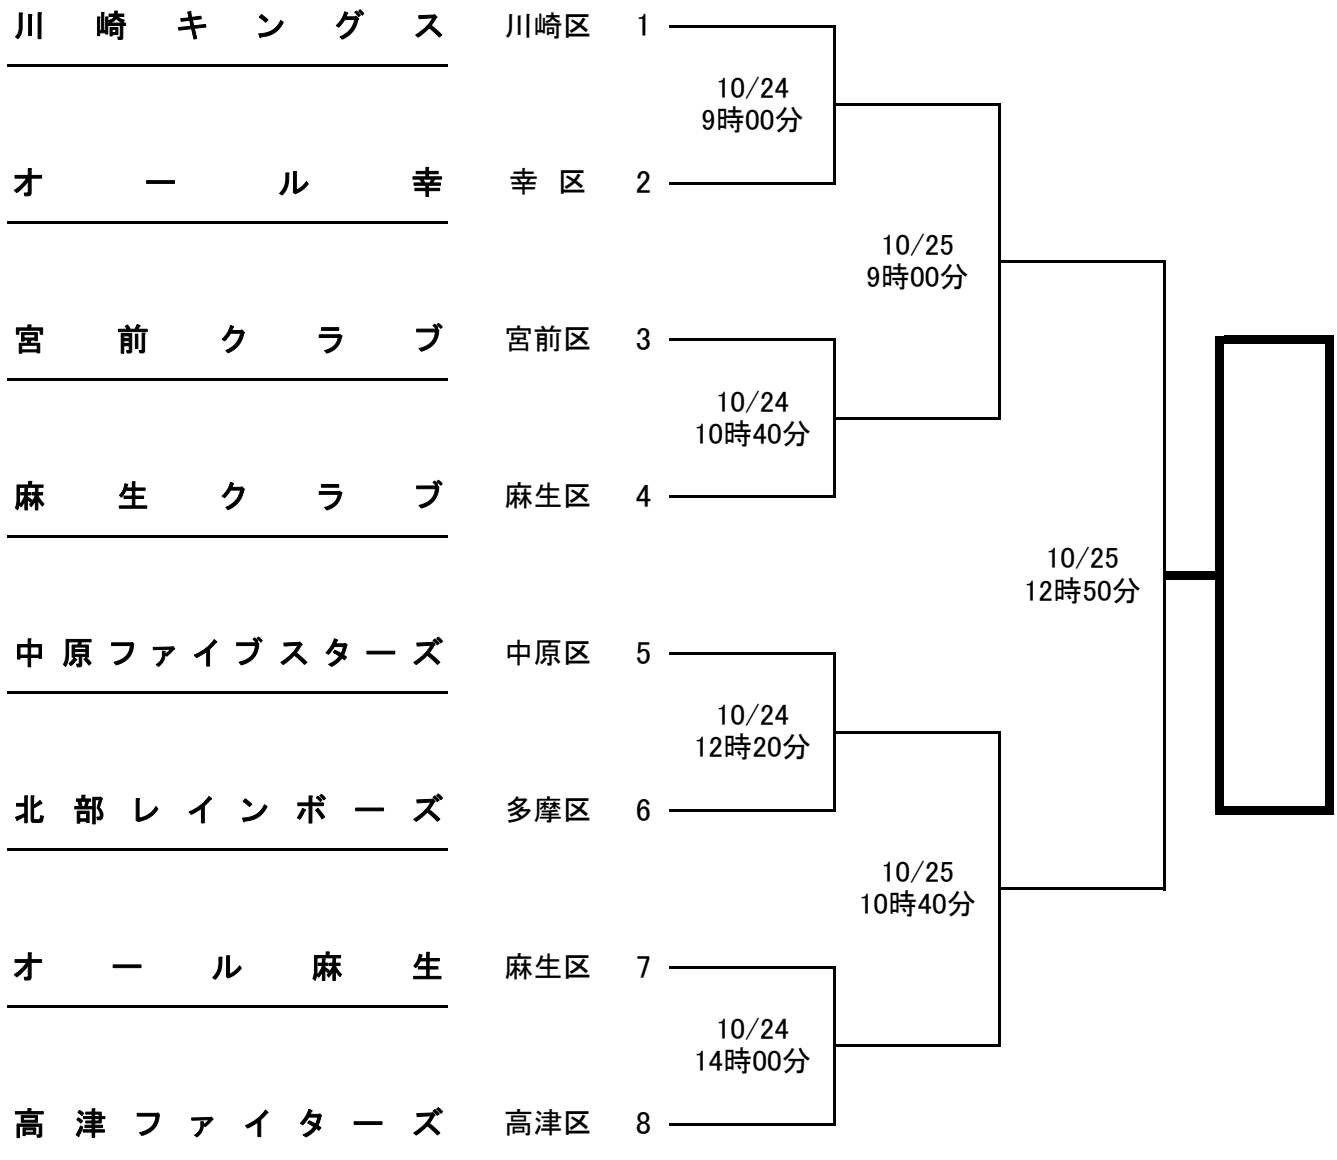 川崎キングス 川崎区 1
10/24
9時00分
オール幸 幸区 2
10/25
9時00分
宮前クラブ 宮前区 3
10/24
10時40分
麻生クラブ 麻生区 4
10/25
12時50分
中原ファイブスターズ 中原区 5
10/24
12時20分
北部レインボーズ 多摩区 6
10/25
10時40分
オール麻生 麻生区 7
10/24
14時00分
高津ファイターズ 高津区 8